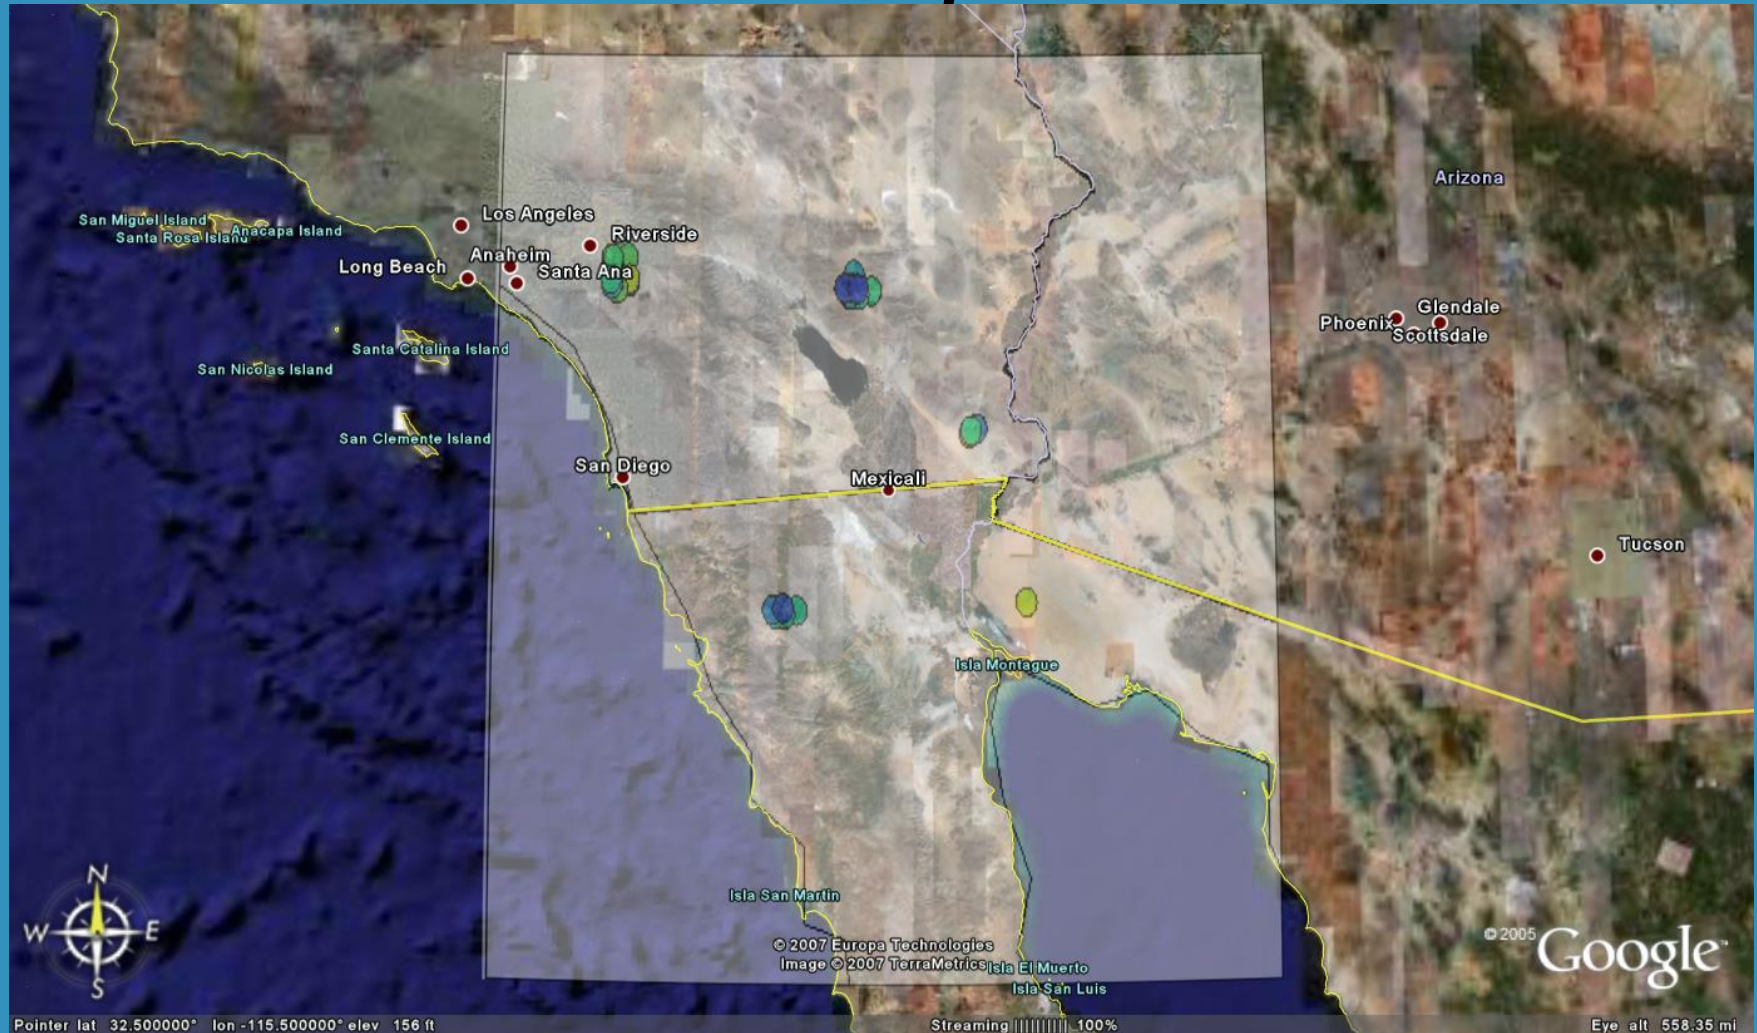 Arizona
Los Angeles
San Miguel Island
Anacapa Island
Santa Rosa Island
Riverside
Anaheim
Long Beach
Santa Ana
Glendale
Phoenix
Scottsdale
Santa Catalina Island
San Nicolas Island
San Clemente Island
San Diego
Mexicali
Tucson
Isla Montague
Isla San Martin
N
W E
S
© 2007 Europa Technologies
Image © 2007 TerraMetrics
Isla El Muerto
Isla San Luis
© 2005 Google™
Pointer lat 32.500000° lon -115.500000° elev 156 ft Streaming |||||||||| 100% Eye alt 558.35 mi